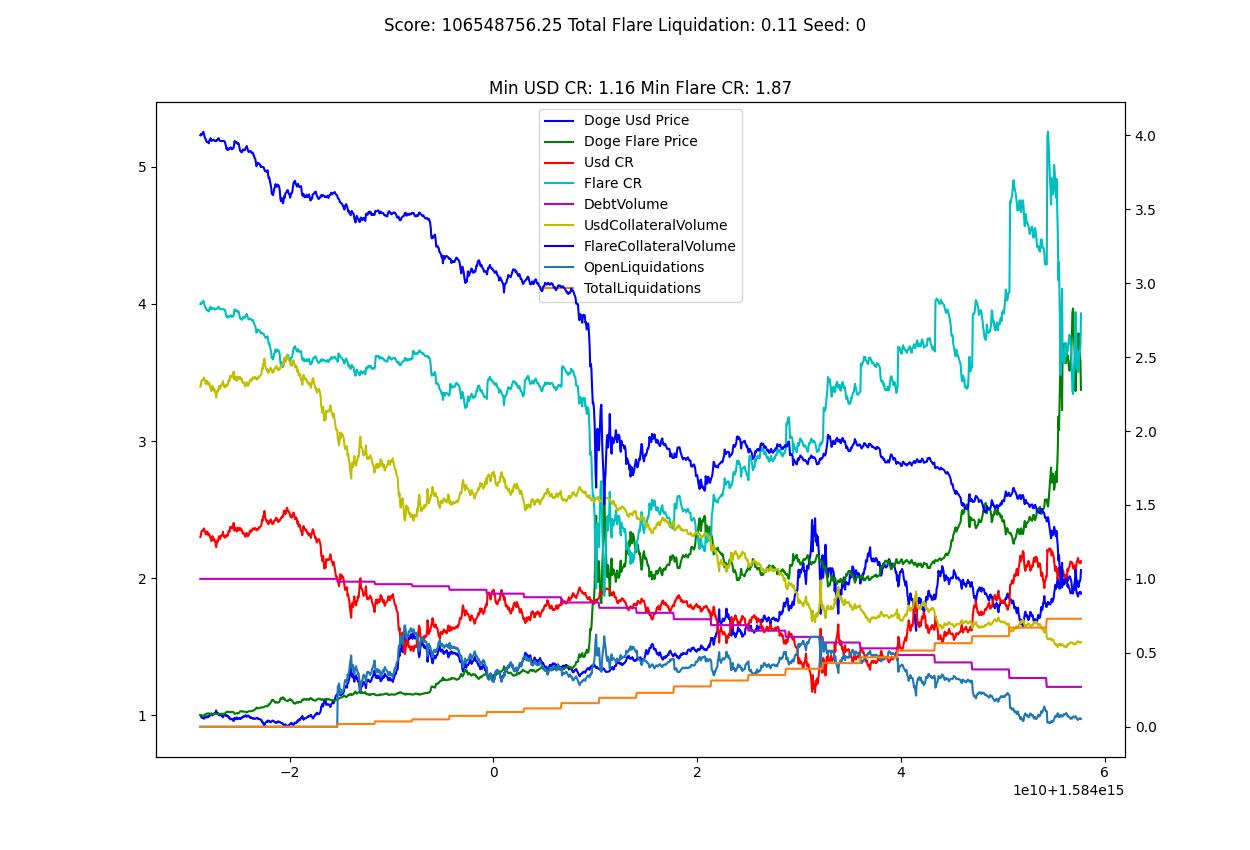 Score: 106548756.25 Total Flare Liquidation: 0.11 Seed: 0
Min USD CR: 1.16 Min Flare CR: 1.87
Doge Usd Price
Doge Flare Price
Usd CR
Flare CR
DebtVolume
UsdCollateralVolume
FlareCollateralVolume
OpenLiquidations
TotalLiquidations
5
4
3
2
1
4.0
3.5
3.0
2.5
2.0
1.5
1.0
0.5
0.0
−2 0 2 4 6
1e10+1.584e15